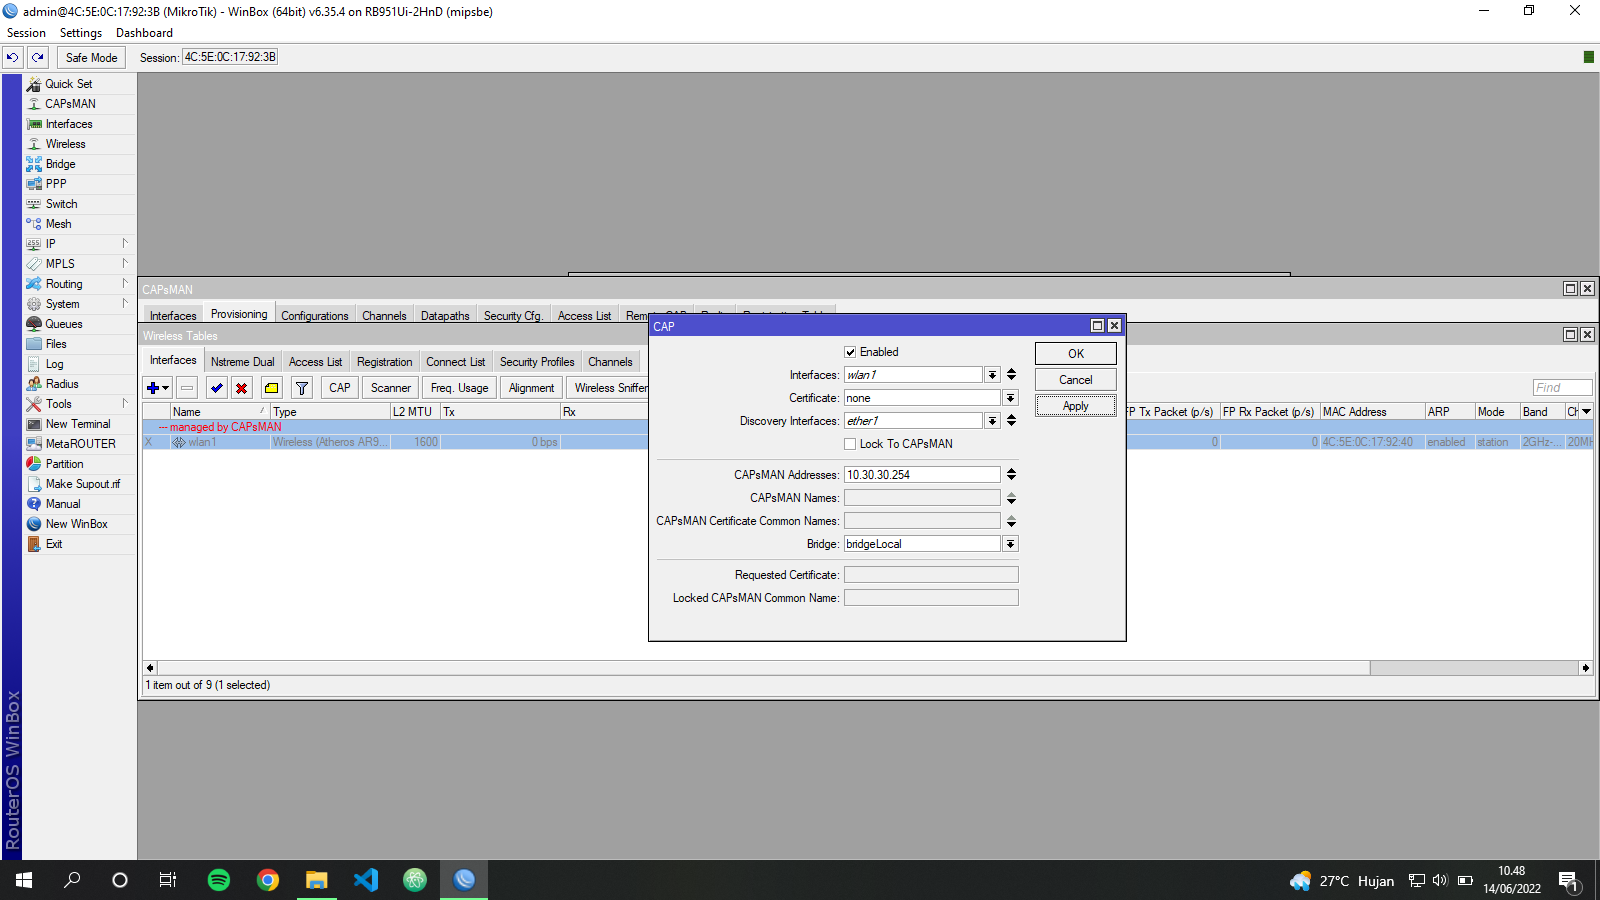 admin@4C:5E:0C:17:92:3B (MikroTik) - WinBox (64bit) v6.35.4 on RB951Ui-2HnD (mipsbe)
Session Settings Dashboard
Safe Mode Session: 4C:5E:0C:17:92:3B
Quick Set
CAPsMAN
Interfaces
Wireless
Bridge
PPP
Switch
Mesh
IP
MPLS
Routing
System
Queues
Files
Log
Radius
Tools
New Terminal
MetaROUTER
Partition
Make Supout.rif
Manual
New WinBox
Exit
RouterOS WinBox
CAPsMAN
Interfaces Provisioning Configurations Channels Datapaths Security Cfg. Access List
Wireless Tables
Interfaces Nstreme Dual Access List Registration Connect List Security Profiles Channels
CAP Scanner Freq. Usage Alignment Wireless Sniffer
Find
Name Type L2 MTU Tx Rx FP Tx Packet (p/s) FP Rx Packet (p/s) MAC Address ARP Mode Band Ch
--- managed by CAPsMAN
X wlan1 Wireless (Atheros AR9... 1600 0 bps 0 0 4C:5E:0C:17:92:40 enabled station 2GHz-... 20MH
1 item out of 9 (1 selected)
CAP
Enabled
Interfaces: wlan1
Certificate: none
Discovery Interfaces: ether1
Lock To CAPsMAN
CAPsMAN Addresses: 10.30.30.254
CAPsMAN Names:
CAPsMAN Certificate Common Names:
Bridge: bridgeLocal
Requested Certificate:
Locked CAPsMAN Common Name:
OK
Cancel
Apply
27°C Hujan
10.48
14/06/2022
1